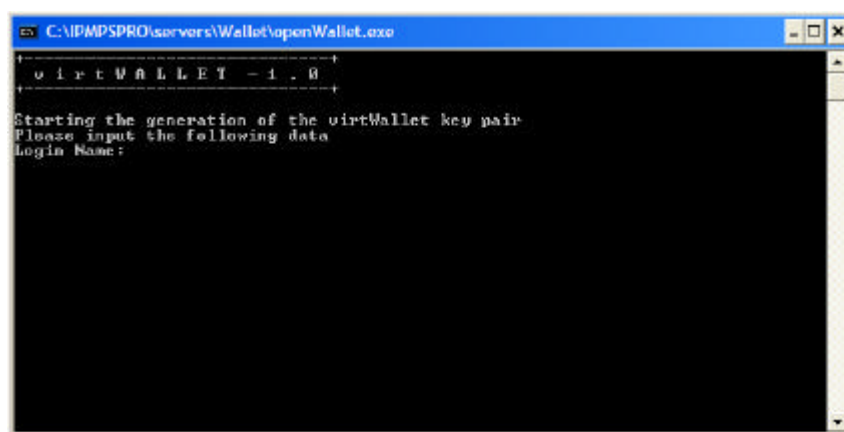 C:\IPMPSPRO\servers\Wallet\openWallet.exe
v i r t W A L L E T - 1 . 0
Starting the generation of the virtWallet key pair
Please input the following data
Login Name: